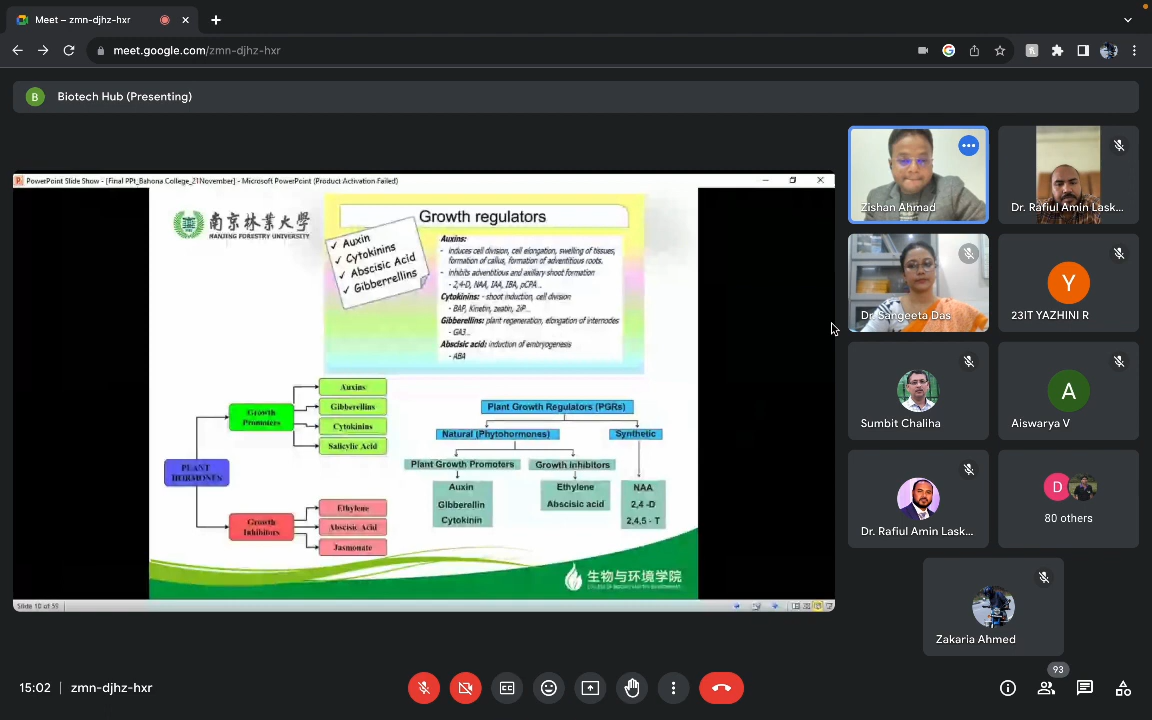 Meet – zmn-djhz-hxr
meet.google.com/zmn-djhz-hxr
B
Biotech Hub (Presenting)
PowerPoint Slide Show - [Final PPt_Bahona College_21November] - Microsoft PowerPoint (Product Activation Failed)
南京林業大學
NANJING FORESTRY UNIVERSITY
Growth regulators
✓ Auxin
✓ Cytokinins
✓ Abscisic Acid
✓ Gibberrellins
Auxins:
- induces cell division, cell elongation, swelling of tissues,
formation of callus, formation of adventitious roots.
- inhibits adventitious and axillary shoot formation
- 2,4-D, NAA, IAA, IBA, pCPA...
Cytokinins: - shoot induction, cell division
- BAP, Kinetin, zeatin, 2iP...
Gibberellins: plant regeneration, elongation of internodes
- GA3...
Abscisic acid: induction of embryogenesis
- ABA
PLANT
HORMONES
Growth
Promoters
Auxins
Gibberellins
Cytokinins
Salicylic Acid
Growth
Inhibitors
Ethylene
Abscisic Acid
Jasmonate
Plant Growth Regulators (PGRs)
Natural (Phytohormones)
Synthetic
Plant Growth Promoters
Growth inhibitors
Auxin
Gibberellin
Cytokinin
Ethylene
Abscisic acid
NAA
2,4 -D
2,4,5 - T
生物与环境学院
Slide 10 of 59
Zishan Ahmad
Dr. Rafiul Amin Lask...
Dr. Sangeeta Das
Y
23IT YAZHINI R
Sumbit Chaliha
A
Aiswarya V
Dr. Rafiul Amin Lask...
D
80 others
Zakaria Ahmed
15:02 | zmn-djhz-hxr
93